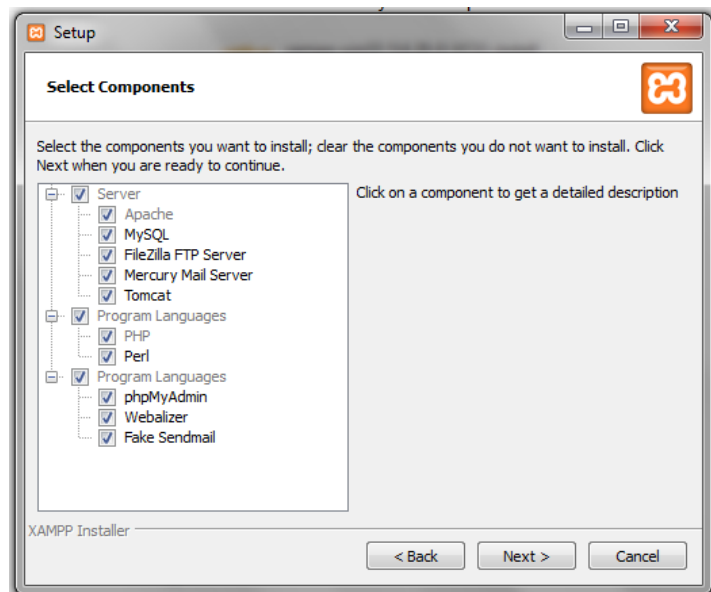 Setup
Select Components
Select the components you want to install; clear the components you do not want to install. Click
Next when you are ready to continue.
Server
Apache
MySQL
FileZilla FTP Server
Mercury Mail Server
Tomcat
Program Languages
PHP
Perl
Program Languages
phpMyAdmin
Webalizer
Fake Sendmail
Click on a component to get a detailed description
XAMPP Installer
< Back
Next >
Cancel